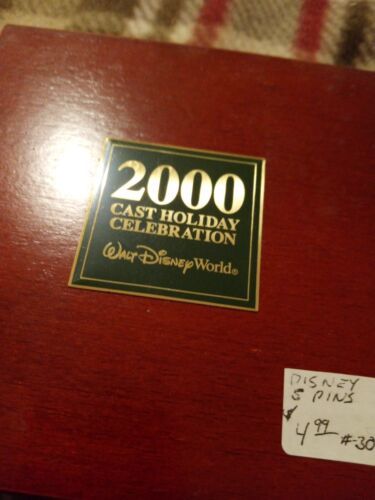 2000
CAST HOLIDAY
CELEBRATION
WALT DISNEY World®
DISNEY
5 PINS
$4.99 #30